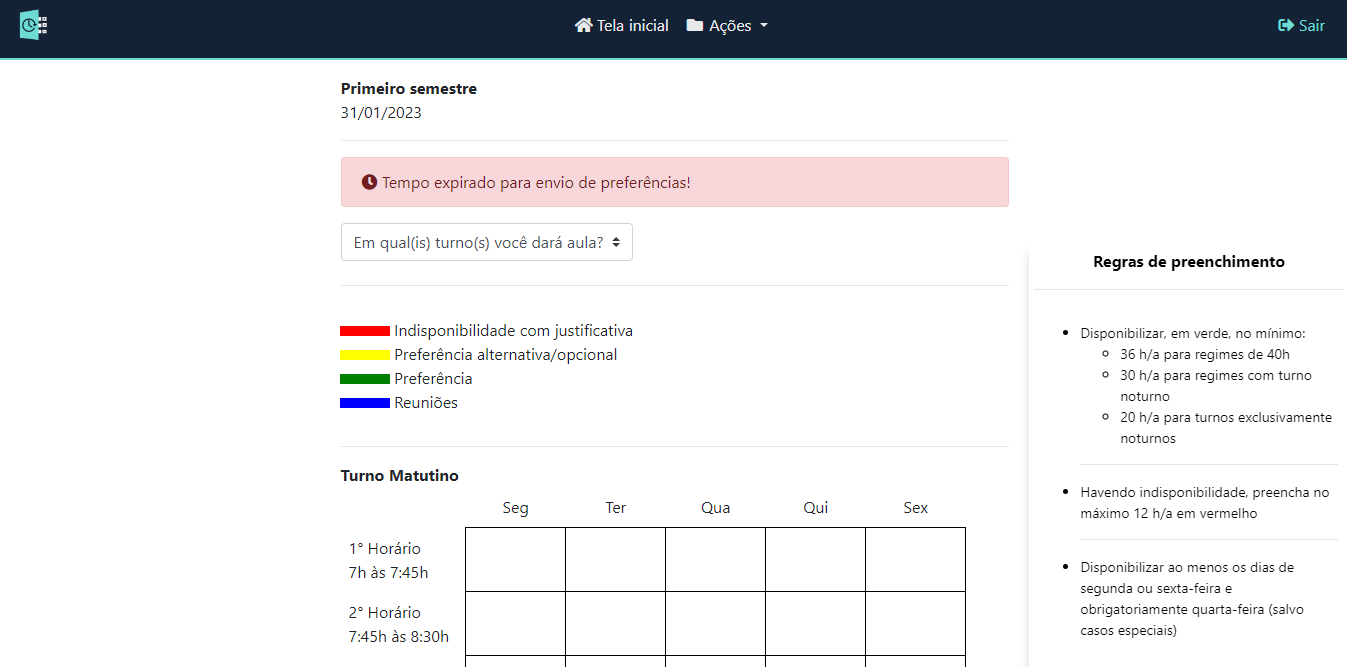 Tela inicial
Ações
Sair
Primeiro semestre
31/01/2023
Tempo expirado para envio de preferências!
Em qual(is) turno(s) você dará aula?
Indisponibilidade com justificativa
Preferência alternativa/opcional
Preferência
Reuniões
Turno Matutino
Seg Ter Qua Qui Sex
1° Horário
7h às 7:45h
2° Horário
7:45h às 8:30h
Regras de preenchimento
Disponibilizar, em verde, no mínimo:
36 h/a para regimes de 40h
30 h/a para regimes com turno
noturno
20 h/a para turnos exclusivamente
noturnos
Havendo indisponibilidade, preencha no
máximo 12 h/a em vermelho
Disponibilizar ao menos os dias de
segunda ou sexta-feira e
obrigatoriamente quarta-feira (salvo
casos especiais)